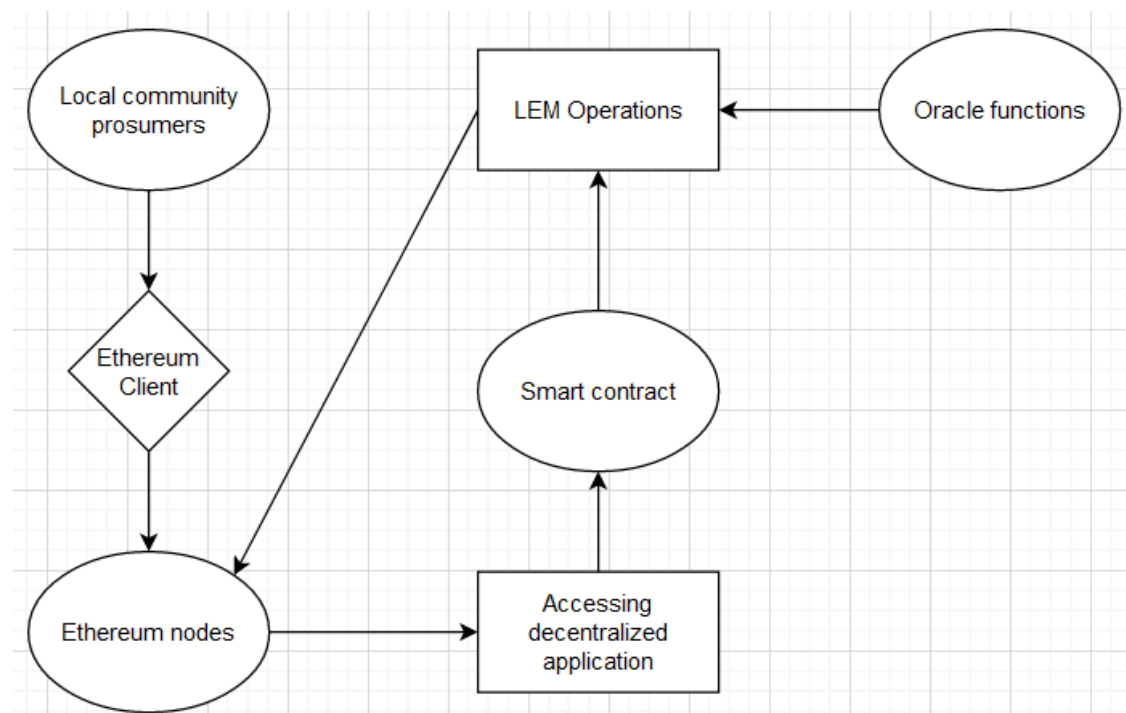 Local community
prosumers
LEM Operations
Oracle functions
Ethereum
Client
Smart contract
Ethereum nodes
Accessing
decentralized
application